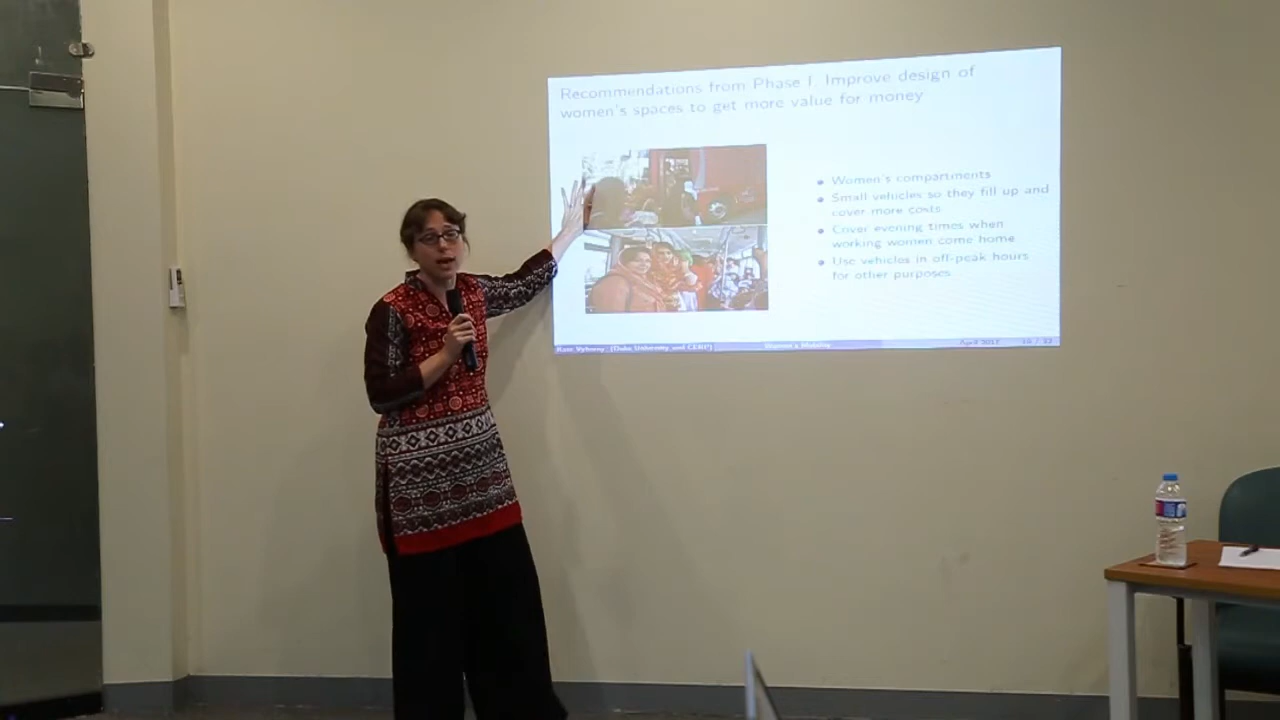 Recommendations from Phase I. Improve design of
women's spaces to get more value for money
Women's compartments
Small vehicles so they fill up and
cover more costs
Cover evening times when
working women come home
Use vehicles in off-peak hours
for other purposes
Kate Vyborny (Duke University and CERP)
Women's Mobility
April 2017